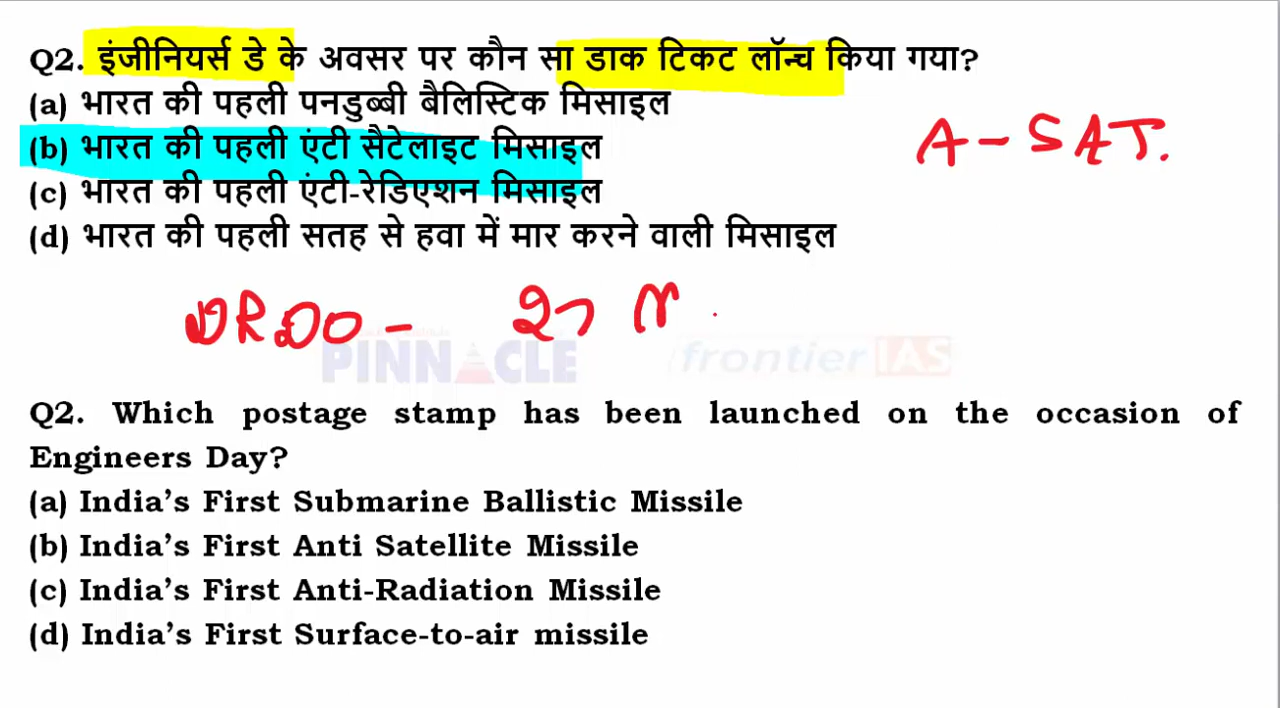 Q2. इंजीनियर्स डे के अवसर पर कौन सा डाक टिकट लॉन्च किया गया?
(a) भारत की पहली पनडुब्बी बैलिस्टिक मिसाइल
(b) भारत की पहली एंटी सैटेलाइट मिसाइल
A-SAT.
(c) भारत की पहली एंटी-रेडिएशन मिसाइल
(d) भारत की पहली सतह से हवा में मार करने वाली मिसाइल
DRDO - 27 M
PINNACLE frontier IAS
Q2. Which postage stamp has been launched on the occasion of
Engineers Day?
(a) India's First Submarine Ballistic Missile
(b) India's First Anti Satellite Missile
(c) India's First Anti-Radiation Missile
(d) India's First Surface-to-air missile